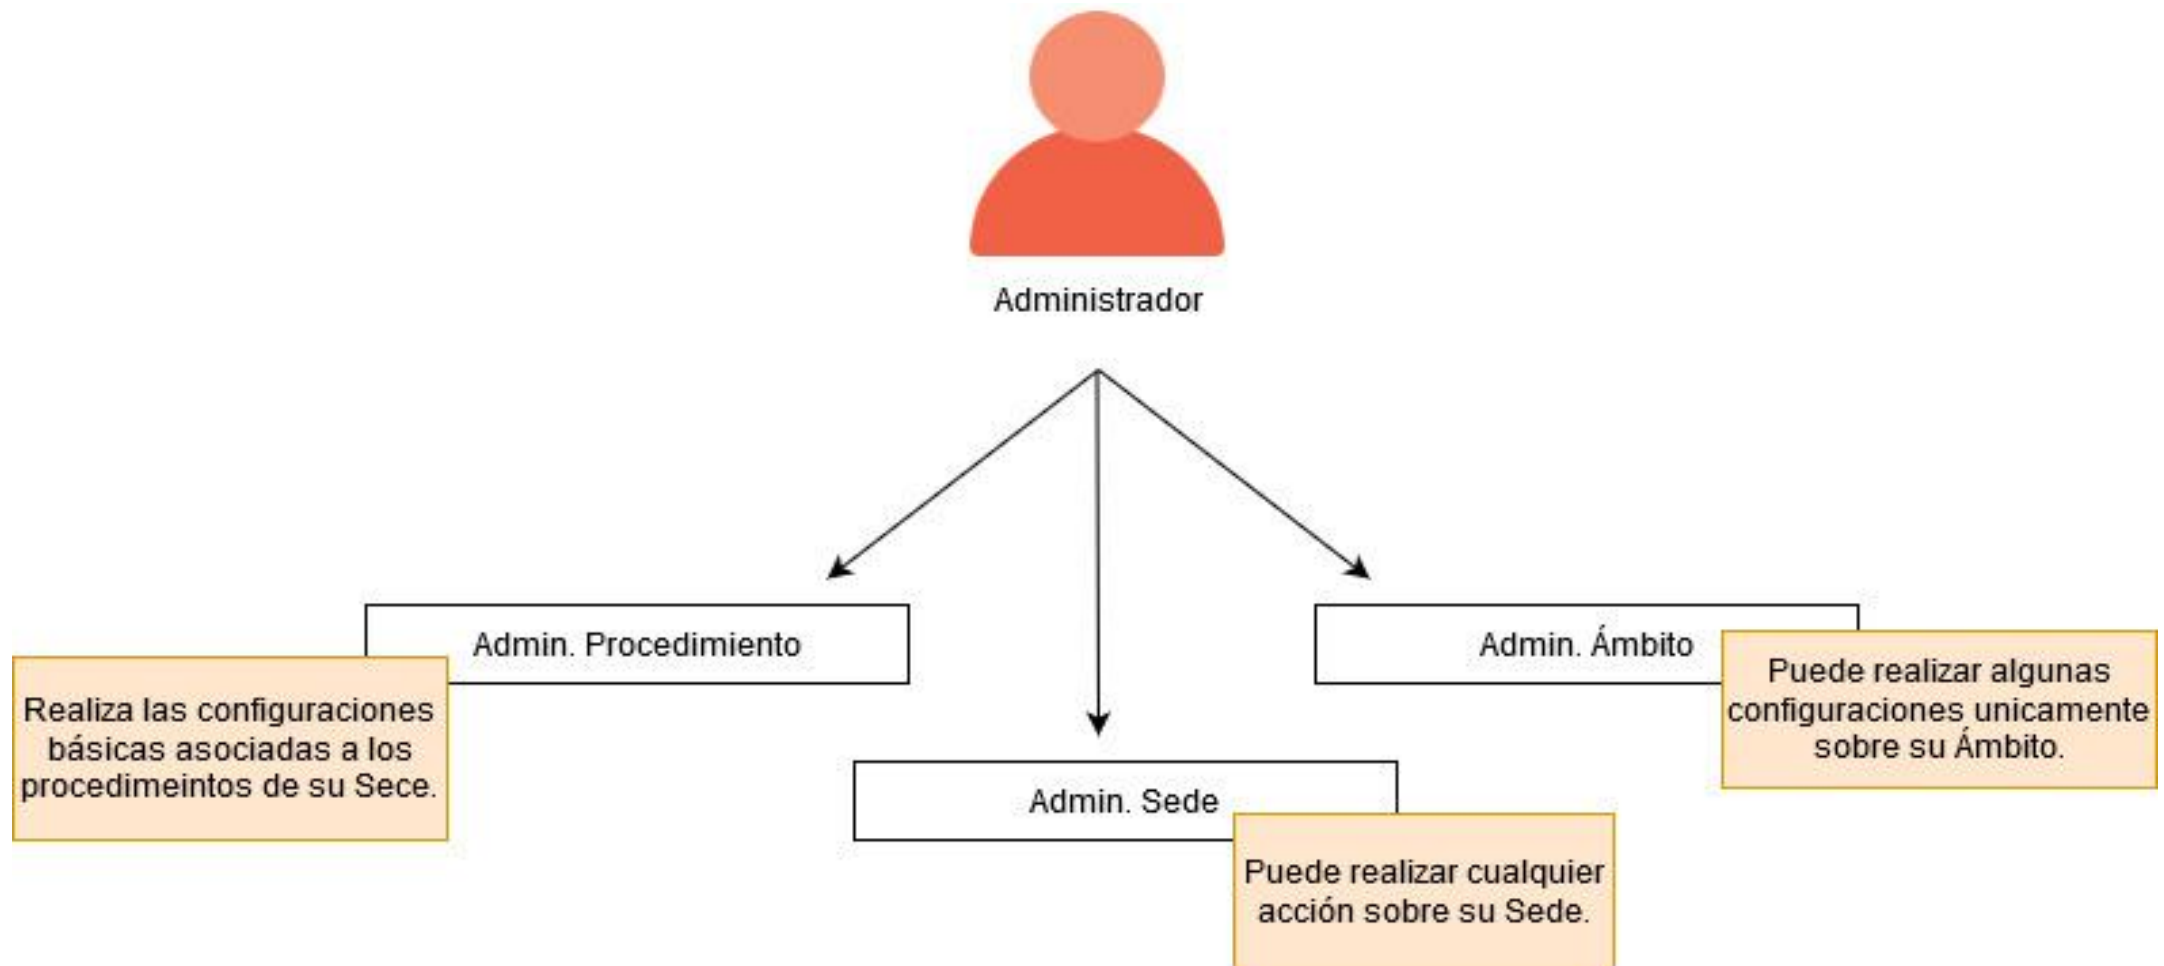 Administrador
Admin. Procedimiento
Realiza las configuraciones
básicas asociadas a los
procedimeintos de su Sece.
Admin. Sede
Puede realizar cualquier
acción sobre su Sede.
Admin. Ámbito
Puede realizar algunas
configuraciones unicamente
sobre su Ámbito.